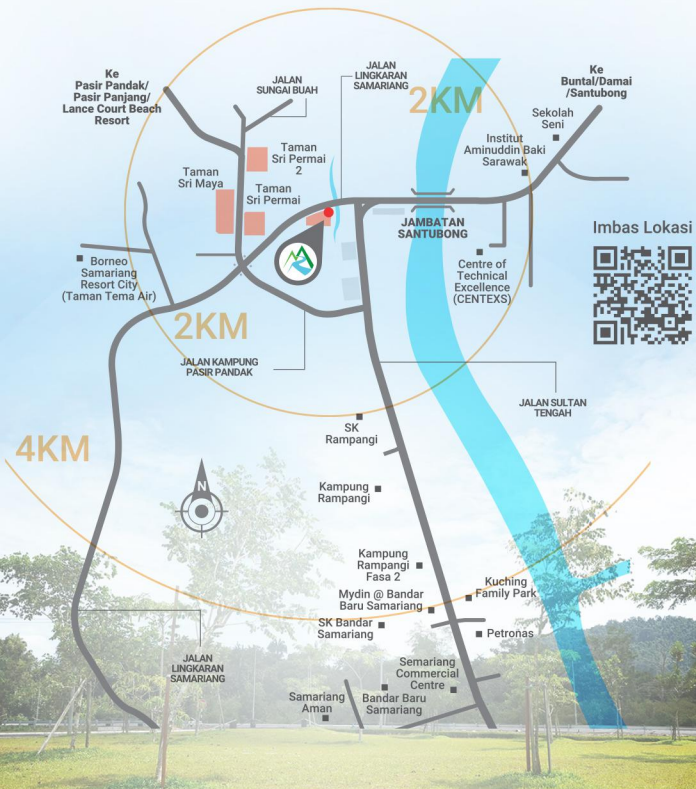 Ke
Pasir Pandak/
Pasir Panjang/
Lance Court Beach
Resort
JALAN
SUNGAI BUAH
JALAN
LINGKARAN
SAMARIANG
2KM
Ke
Buntal/Damai
/Santubong
Sekolah
Seni
Institut
Aminuddin Baki
Sarawak
Taman
Sri Permai
2
Taman
Sri Maya
Taman
Sri Permai
JAMBATAN
SANTUBONG
Imbas Lokasi
Borneo
Samariang
Resort City
(Taman Tema Air)
Centre of
Technical
Excellence
(CENTEXS)
2KM
JALAN KAMPUNG
PASIR PANDAK
JALAN SULTAN
TENGAH
SK
Rampangi
4KM
N
Kampung
Rampangi
Kampung
Rampangi
Fasa 2
Mydin @ Bandar
Baru Samariang
Kuching
Family Park
SK Bandar
Samariang
Petronas
JALAN
LINGKARAN
SAMARIANG
Semariang
Commercial
Centre
Samariang
Aman
Bandar Baru
Samariang